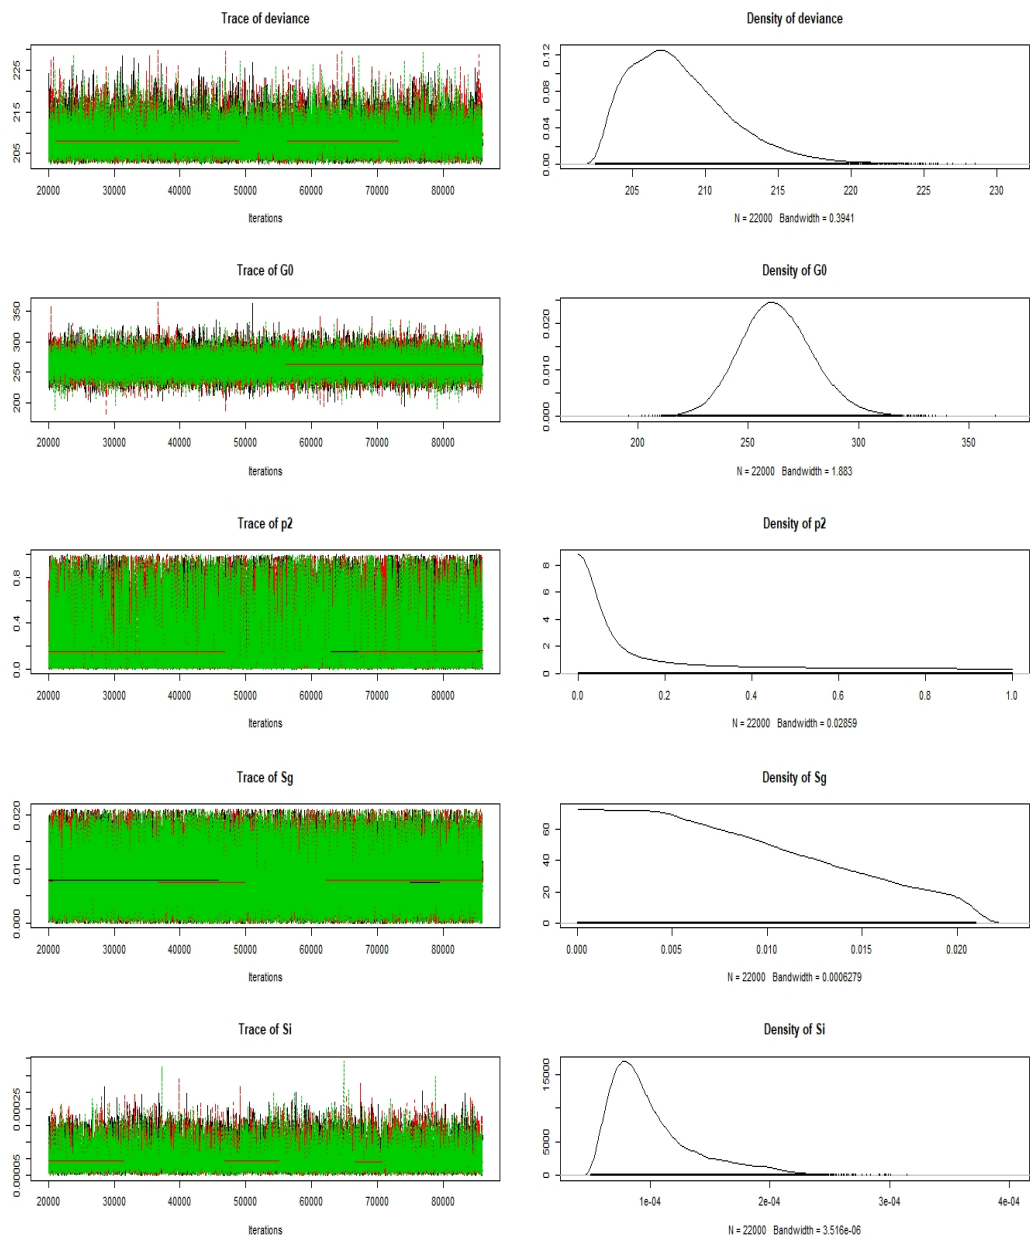 Trace of deviance
205 215 225
20000 30000 40000 50000 60000 70000 80000
Iterations
Density of deviance
0.00 0.04 0.08 0.12
205 210 215 220 225 230
N = 22000 Bandwidth = 0.3941
Trace of G0
200 250 300 350
20000 30000 40000 50000 60000 70000 80000
Iterations
Density of G0
0.000 0.010 0.020
200 250 300 350
N = 22000 Bandwidth = 1.883
Trace of p2
0.0 0.4 0.8
20000 30000 40000 50000 60000 70000 80000
Iterations
Density of p2
0 2 4 6 8
0.0 0.2 0.4 0.6 0.8 1.0
N = 22000 Bandwidth = 0.02859
Trace of Sg
0.000 0.010 0.020
20000 30000 40000 50000 60000 70000 80000
Iterations
Density of Sg
0 20 40 60
0.000 0.005 0.010 0.015 0.020
N = 22000 Bandwidth = 0.0006279
Trace of Si
0.00005 0.00025
20000 30000 40000 50000 60000 70000 80000
Iterations
Density of Si
0 50000 15000
1e-04 2e-04 3e-04 4e-04
N = 22000 Bandwidth = 3.516e-06